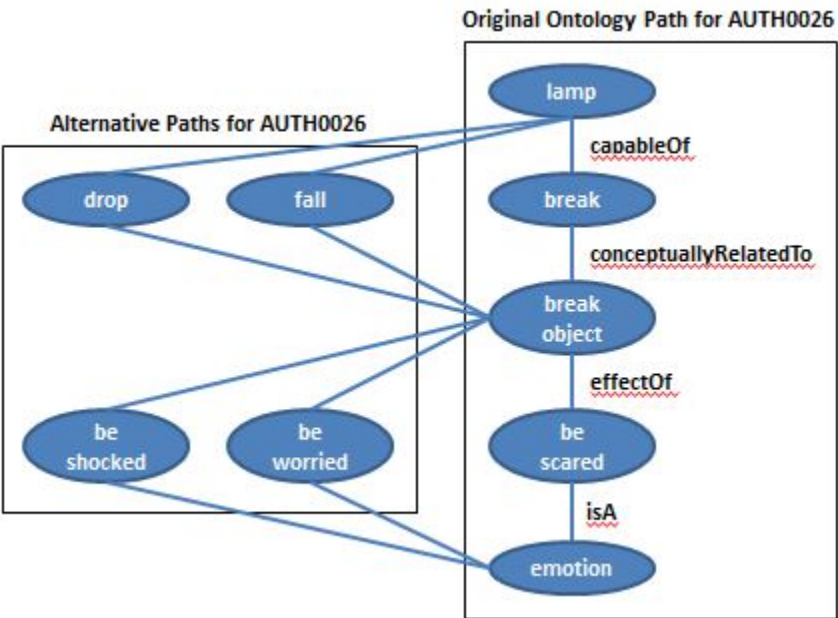 Original Ontology Path for AUTH0026
lamp
Alternative Paths for AUTH0026
capableOf
drop
fall
break
conceptuallyRelatedTo
break
object
effectOf
be
shocked
be
worried
be
scared
isA
emotion